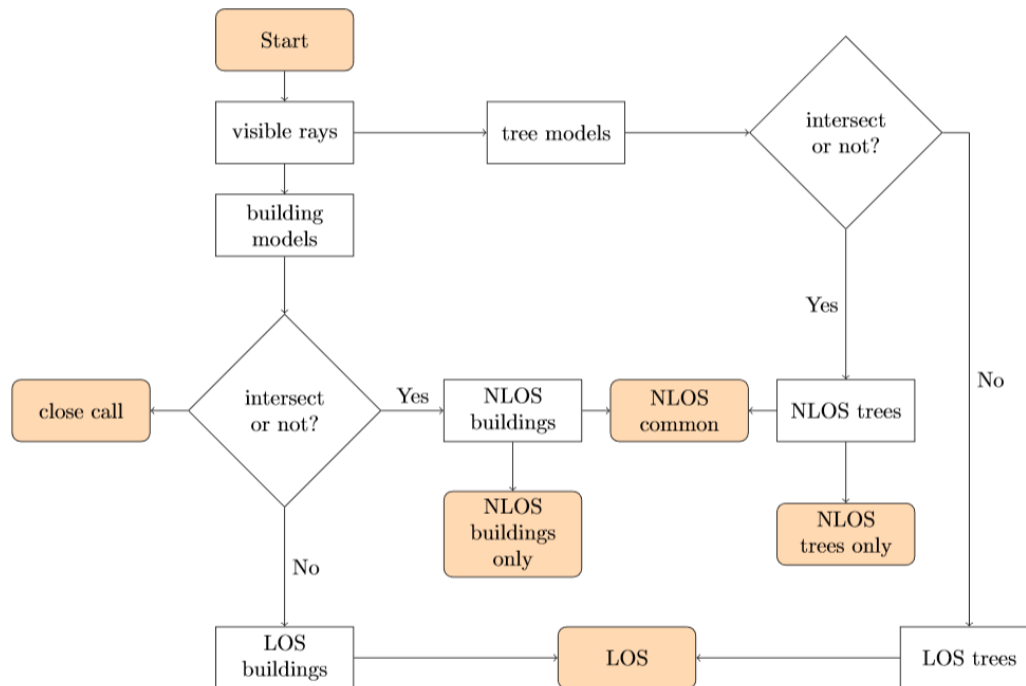 Start
visible rays
tree models
intersect
or not?
building
models
Yes
close call
intersect
or not?
Yes
NLOS
buildings
NLOS
common
NLOS trees
No
NLOS
buildings
only
NLOS
trees only
No
LOS
buildings
LOS
LOS trees